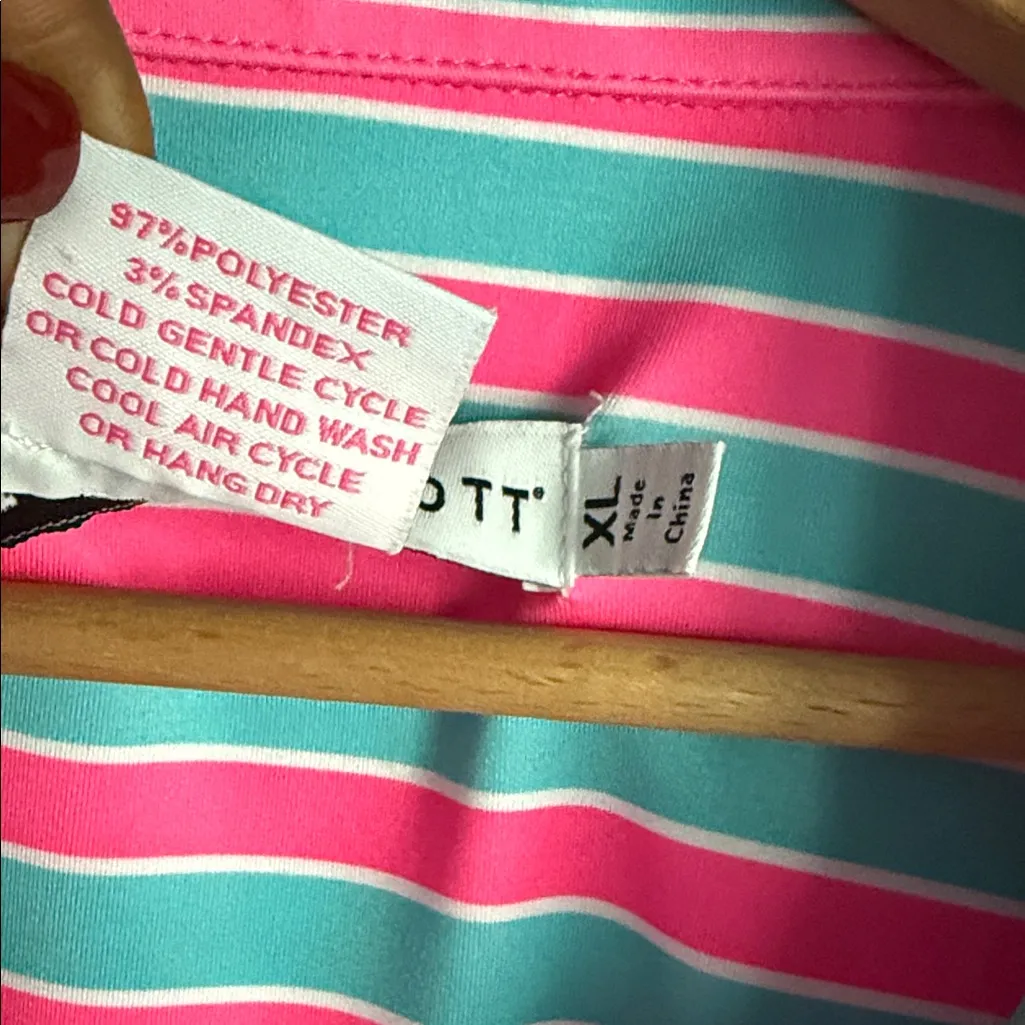 97% POLYESTER
3% SPANDEX
COLD GENTLE CYCLE
OR COLD HAND WASH
COOL AIR CYCLE
OR HANG DRY
OTT®
XL
Made
In
China